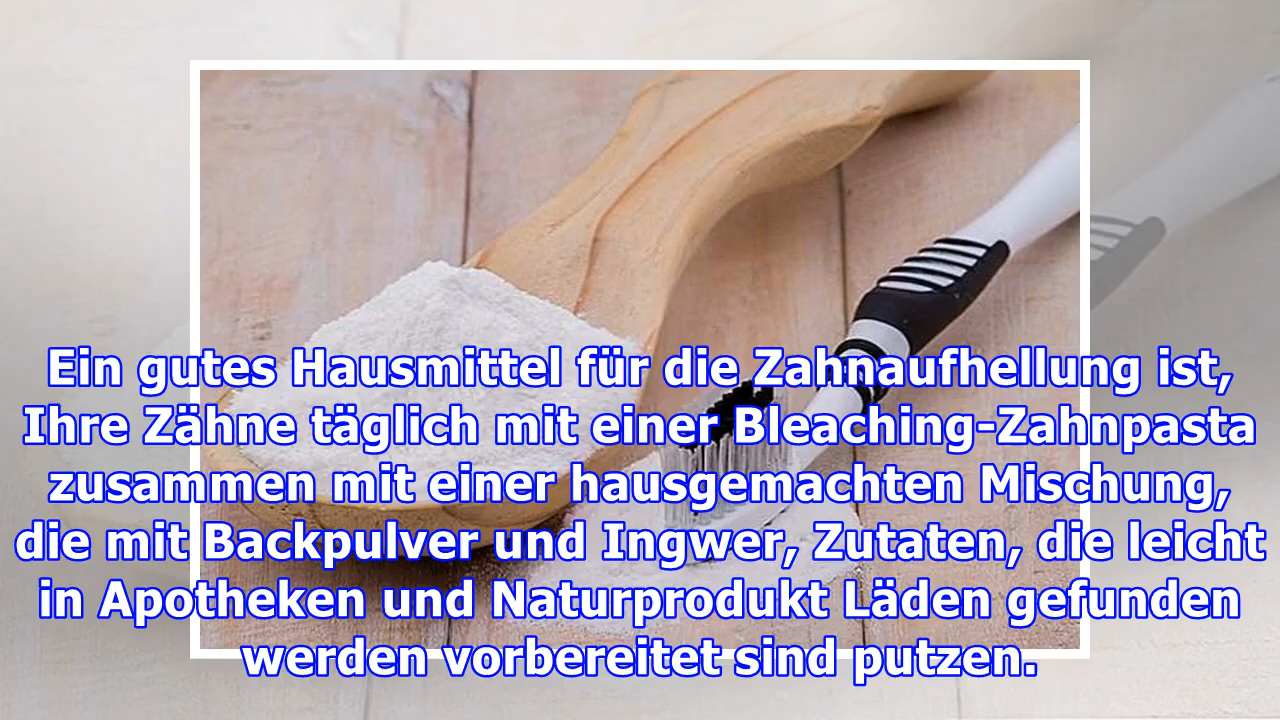 Ein gutes Hausmittel für die Zahnaufhellung ist,
Ihre Zähne täglich mit einer Bleaching-Zahnpasta
zusammen mit einer hausgemachten Mischung,
die mit Backpulver und Ingwer, Zutaten, die leicht
in Apotheken und Naturprodukt Läden gefunden
werden vorbereitet sind putzen.